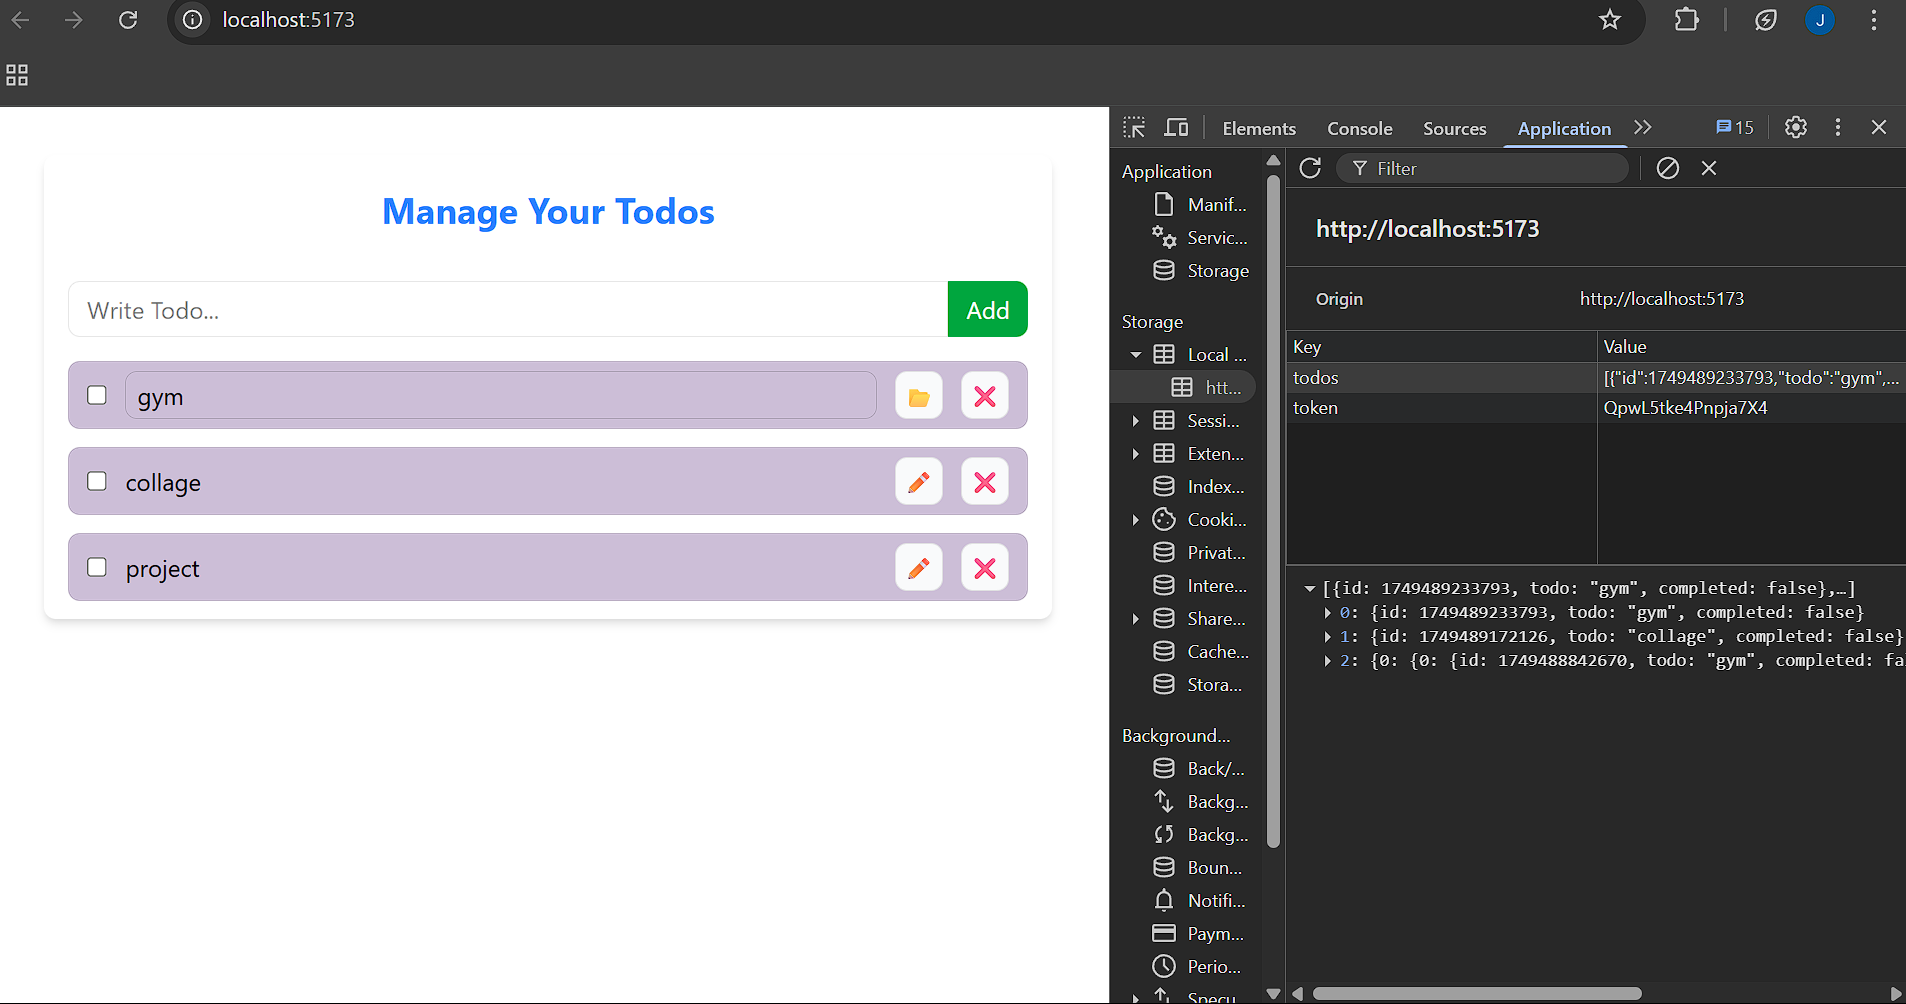 localhost:5173
J
Manage Your Todos
Write Todo...
Add
gym
collage
project
Elements
Console
Sources
Application
15
Application
Manif...
Servic...
Storage
Storage
Local ...
htt...
Sessi...
Exten...
Index...
Cooki...
Privat...
Intere...
Share...
Cache...
Stora...
Background...
Back/...
Backg...
Backg...
Boun...
Notifi...
Paym...
Perio...
Specu
Filter
http://localhost:5173
Origin http://localhost:5173
Key Value
todos [{"id":1749489233793,"todo":"gym",...
token QpwL5tke4Pnpja7X4
[{id: 1749489233793, todo: "gym", completed: false},…]
0: {id: 1749489233793, todo: "gym", completed: false}
1: {id: 1749489172126, todo: "collage", completed: false}
2: {0: {0: {id: 1749488842670, todo: "gym", completed: fa